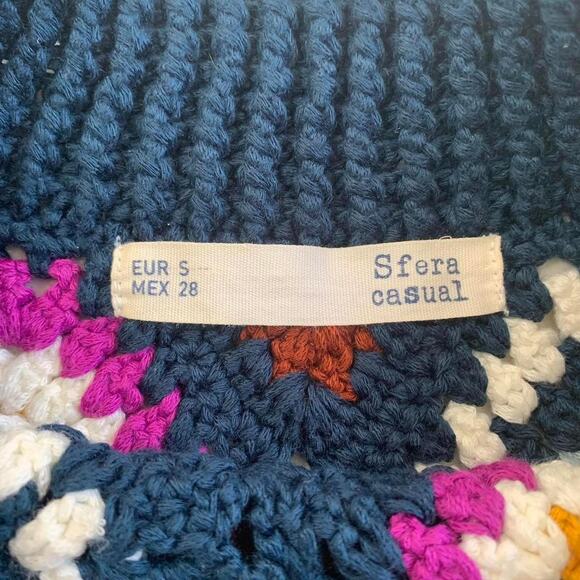 EUR S
MEX 28
Sfera
casual